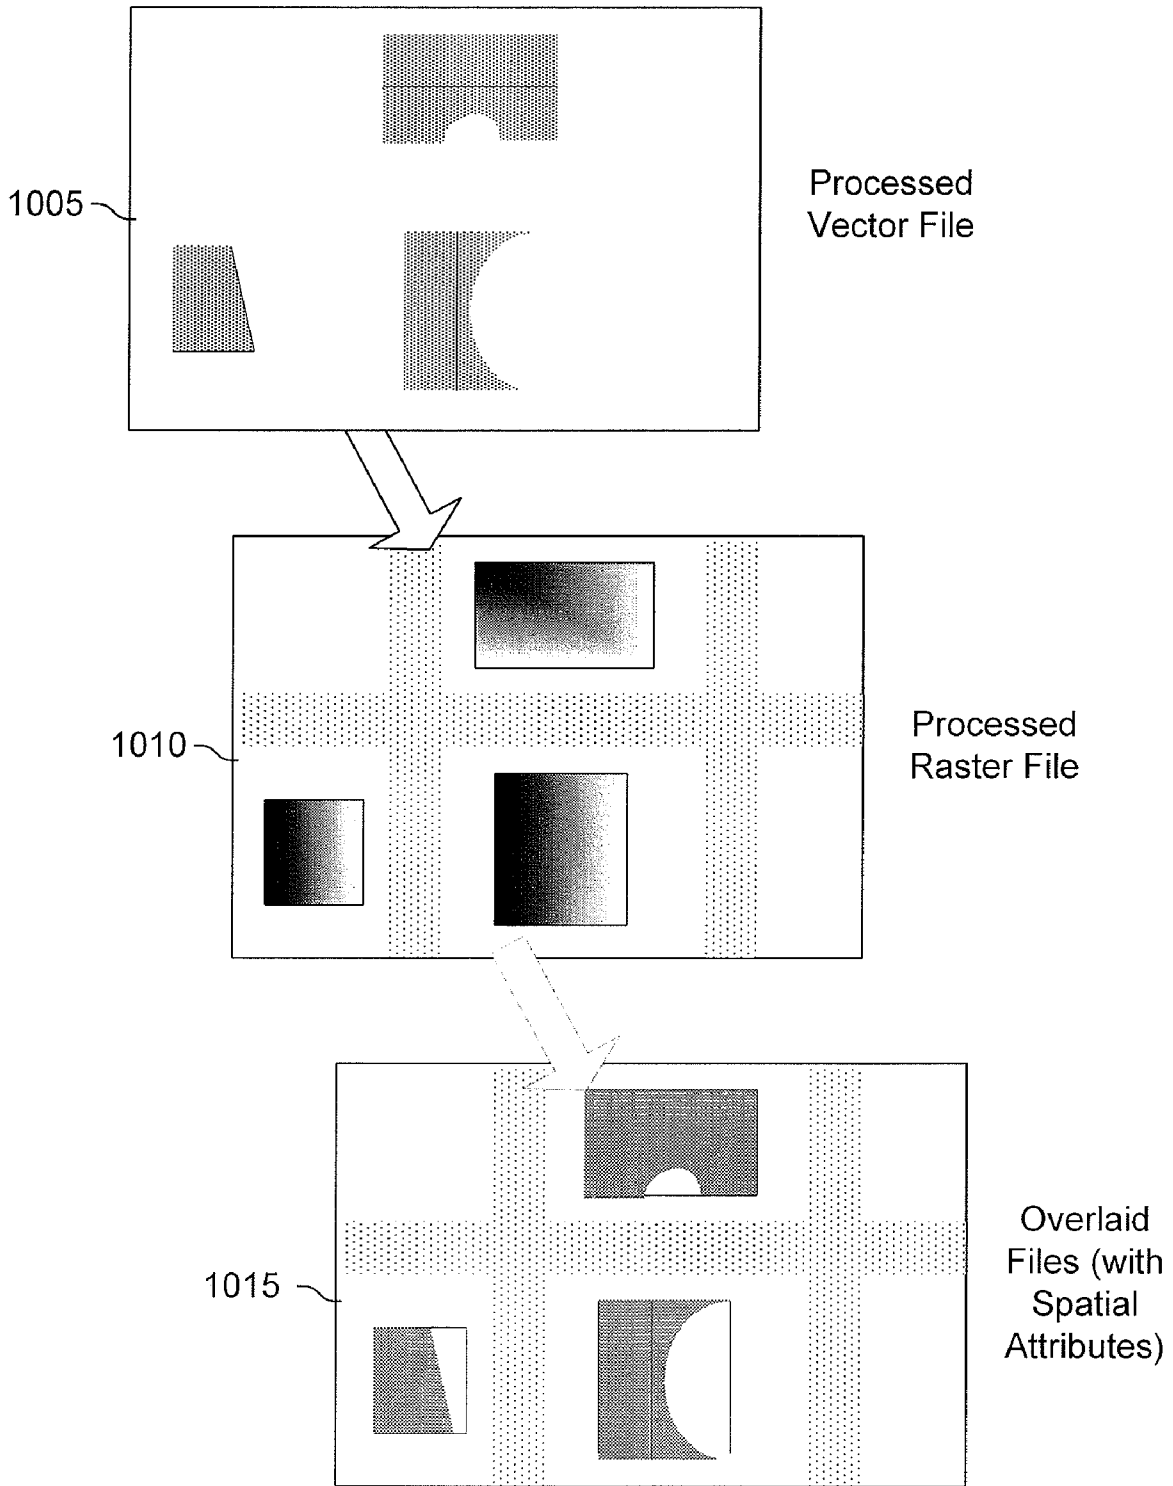 1005
Processed
Vector File
1010
Processed
Raster File
1015
Overlaid
Files (with
Spatial
Attributes)